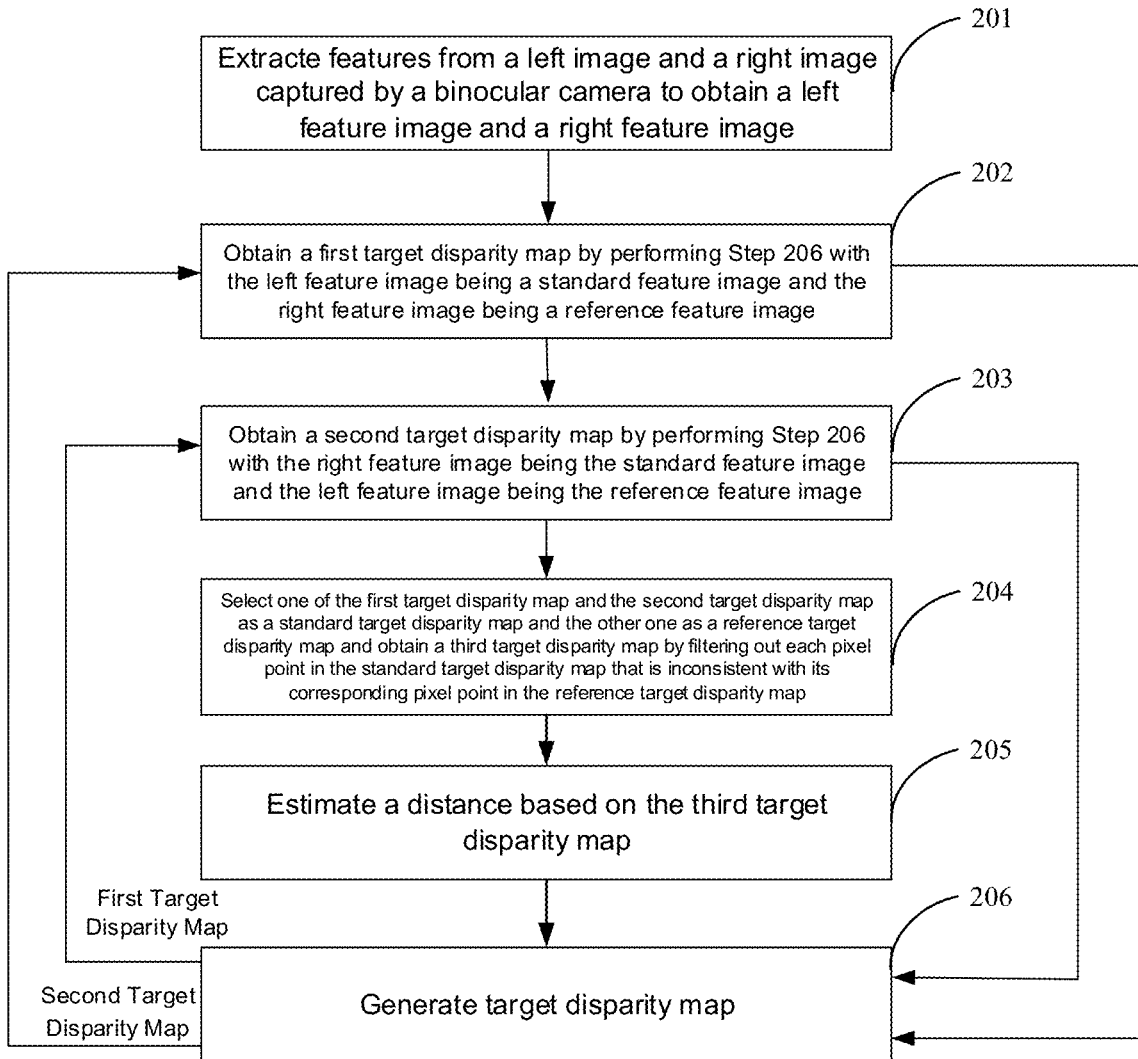 201
Extracte features from a left image and a right image
captured by a binocular camera to obtain a left
feature image and a right feature image
202
Obtain a first target disparity map by performing Step 206 with
the left feature image being a standard feature image and the
right feature image being a reference feature image
203
Obtain a second target disparity map by performing Step 206
with the right feature image being the standard feature image
and the left feature image being the reference feature image
204
Select one of the first target disparity map and the second target disparity map
as a standard target disparity map and the other one as a reference target
disparity map and obtain a third target disparity map by filtering out each pixel
point in the standard target disparity map that is inconsistent with its
corresponding pixel point in the reference target disparity map
205
Estimate a distance based on the third target
disparity map
First Target
Disparity Map
206
Generate target disparity map
Second Target
Disparity Map